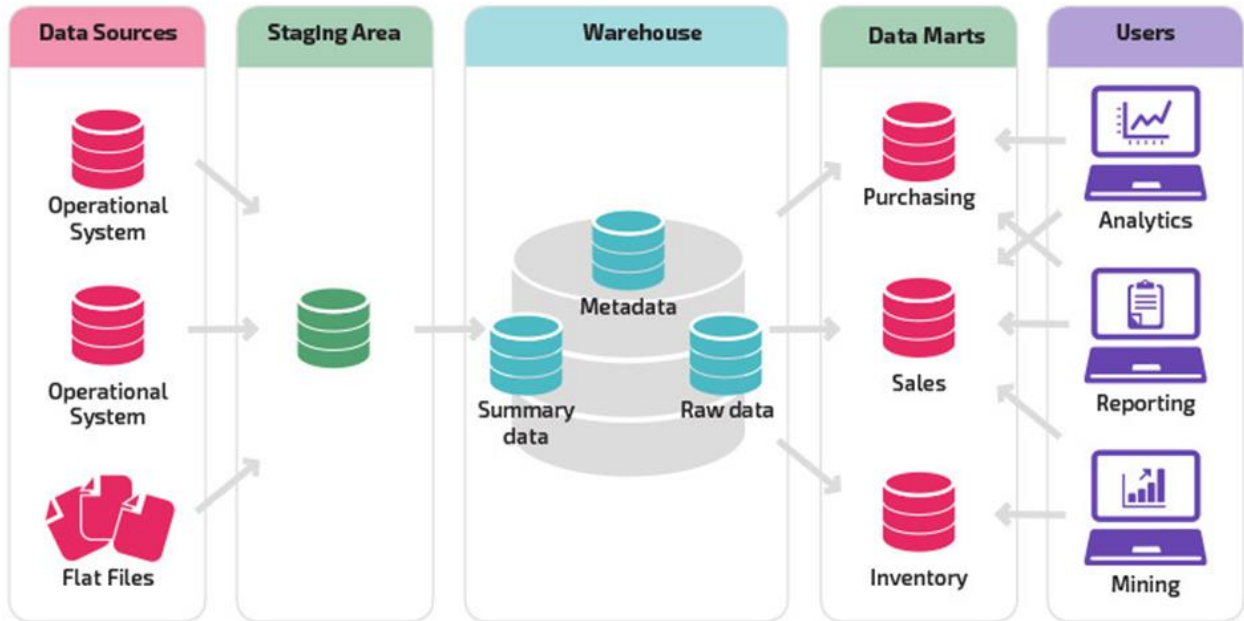 Data Sources
Staging Area
Warehouse
Data Marts
Users
Operational
System
Operational
System
Flat Files
Metadata
Summary
data
Raw data
Purchasing
Sales
Inventory
Analytics
Reporting
Mining